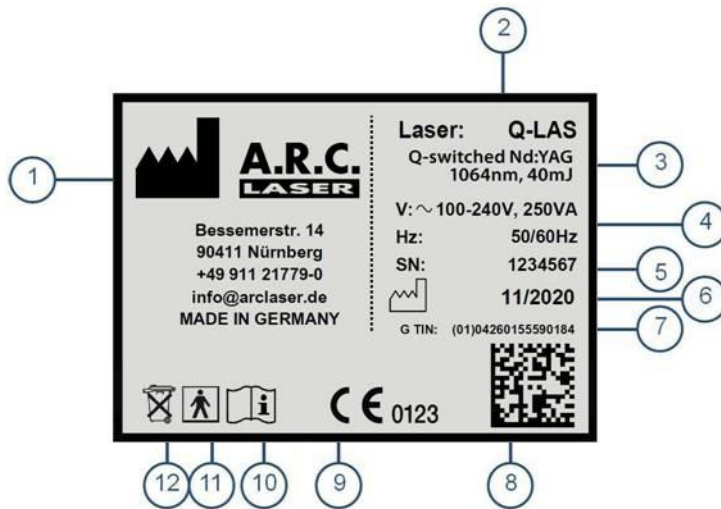 2
1
A.R.C.
LASER
Bessemerstr. 14
90411 Nürnberg
+49 911 21779-0
info@arclaser.de
MADE IN GERMANY
Laser: Q-LAS
Q-switched Nd:YAG
1064nm, 40mJ
3
V: ~ 100-240V, 250VA
4
Hz: 50/60Hz
SN: 1234567
5
11/2020
6
G TIN: (01)04260155590184
7
i
CE 0123
12
11
10
9
8